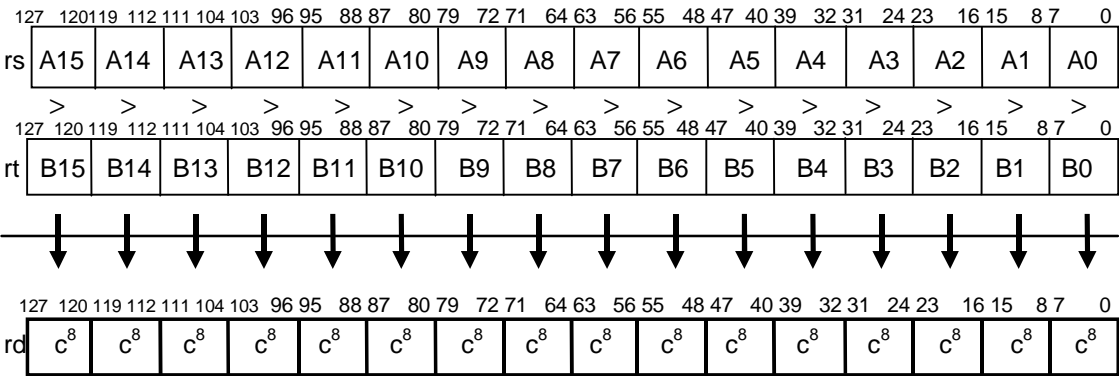 127 120 119 112 111 104 103 96 95 88 87 80 79 72 71 64 63 56 55 48 47 40 39 32 31 24 23 16 15 8 7 0
rs A15 A14 A13 A12 A11 A10 A9 A8 A7 A6 A5 A4 A3 A2 A1 A0
> > > > > > > > > > > > > > > >
127 120 119 112 111 104 103 96 95 88 87 80 79 72 71 64 63 56 55 48 47 40 39 32 31 24 23 16 15 8 7 0
rt B15 B14 B13 B12 B11 B10 B9 B8 B7 B6 B5 B4 B3 B2 B1 B0
127 120 119 112 111 104 103 96 95 88 87 80 79 72 71 64 63 56 55 48 47 40 39 32 31 24 23 16 15 8 7 0
rd c⁸ c⁸ c⁸ c⁸ c⁸ c⁸ c⁸ c⁸ c⁸ c⁸ c⁸ c⁸ c⁸ c⁸ c⁸ c⁸